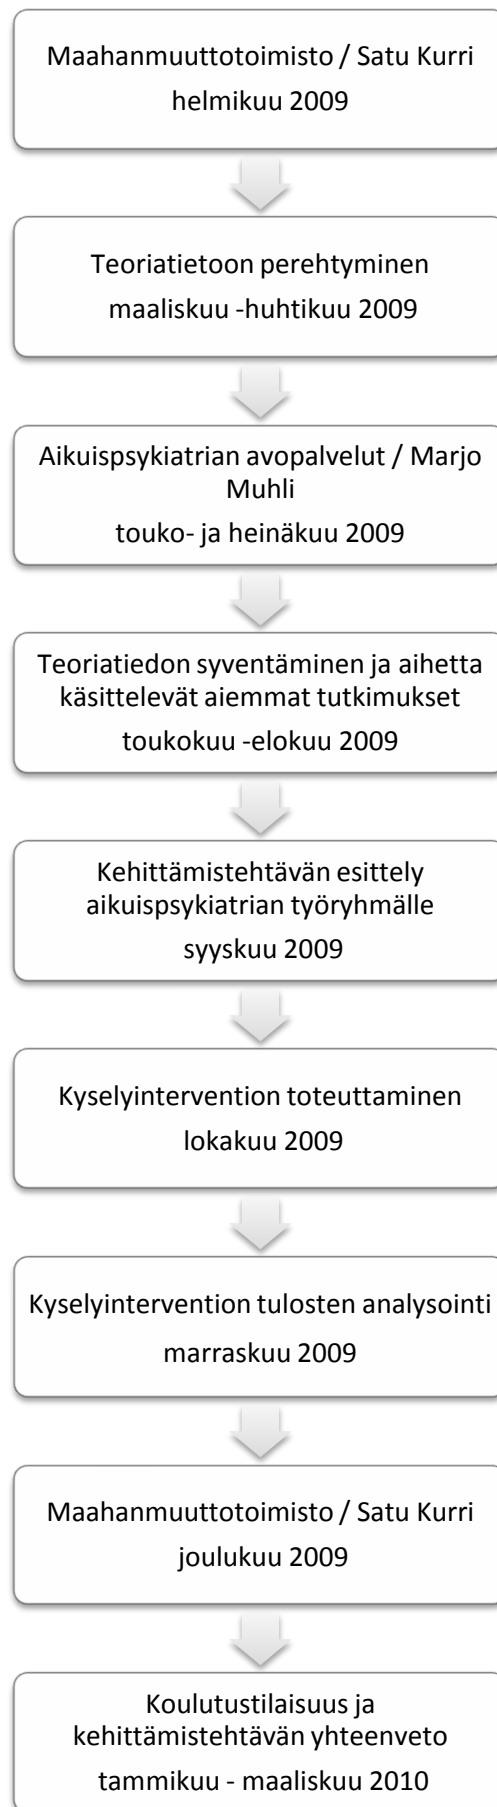 Maahanmuuttotoimisto / Satu Kurri
helmikuu 2009
Teoriatietoon perehtyminen
maaliskuu -huhtikuu 2009
Aikuispsykiatrian avopalvelut / Marjo
Muhli
touko- ja heinäkuu 2009
Teoriatiedon syventäminen ja aihetta
käsittelevät aiemmat tutkimukset
toukokuu -elokuu 2009
Kehittämistehtävän esittely
aikuispsykiatrian työryhmälle
syyskuu 2009
Kyselyintervention toteuttaminen
lokakuu 2009
Kyselyintervention tulosten analysointi
marraskuu 2009
Maahanmuuttotoimisto / Satu Kurri
joulukuu 2009
Koulutustilaisuus ja
kehittämistehtävän yhteenveto
tammikuu - maaliskuu 2010